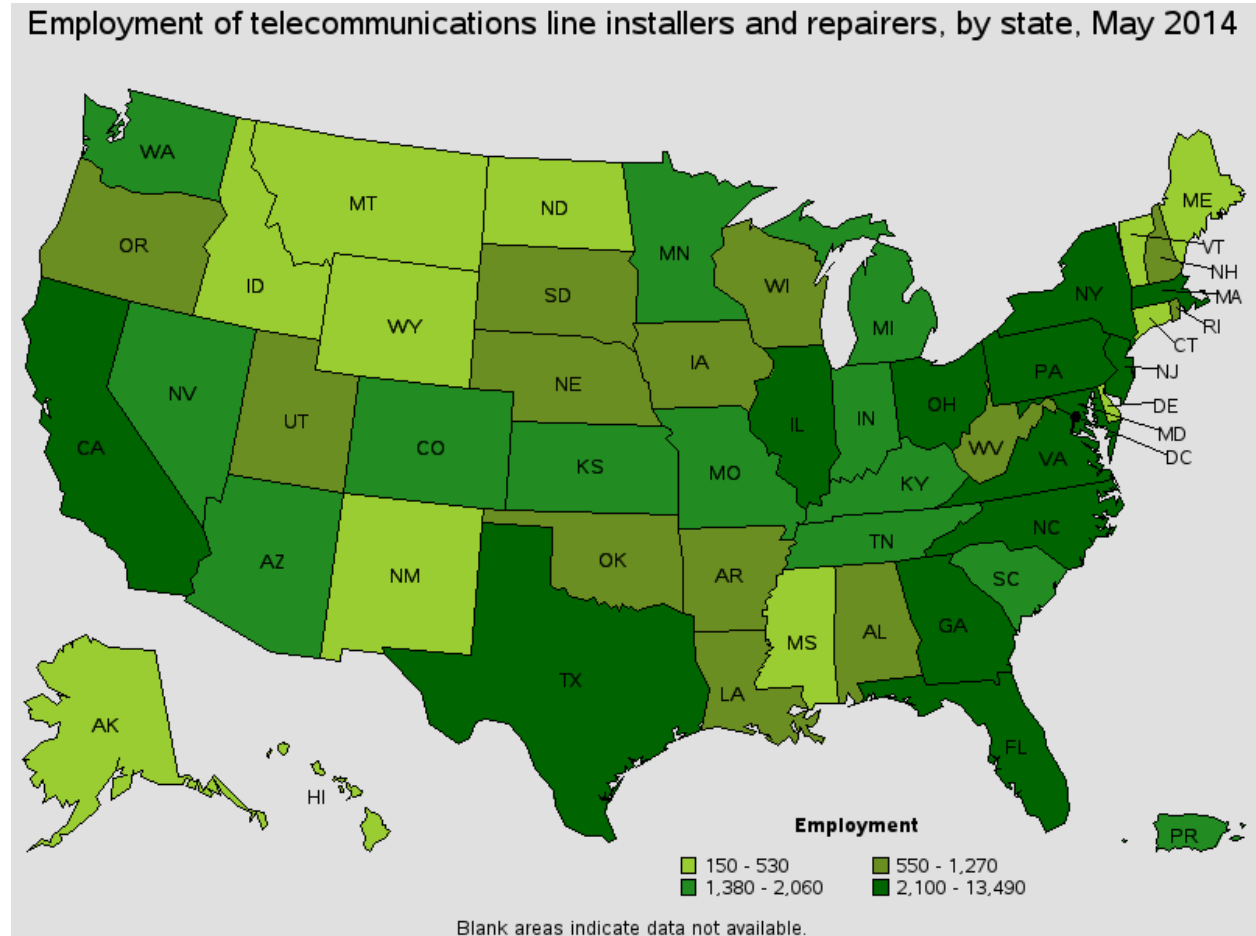 Employment of telecommunications line installers and repairers, by state, May 2014
WA
MT
ND
ME
OR
MN
VT
ID
SD
WI
NH
NY
MA
WY
MI
RI
CT
IA
PA
NJ
NV
NE
OH
DE
UT
IL
IN
MD
CA
CO
WV
DC
KS
MO
VA
KY
NC
TN
AZ
OK
NM
AR
SC
MS
AL
GA
TX
LA
AK
FL
HI
PR
Employment
150 - 530 550 - 1,270
1,380 - 2,060 2,100 - 13,490
Blank areas indicate data not available.